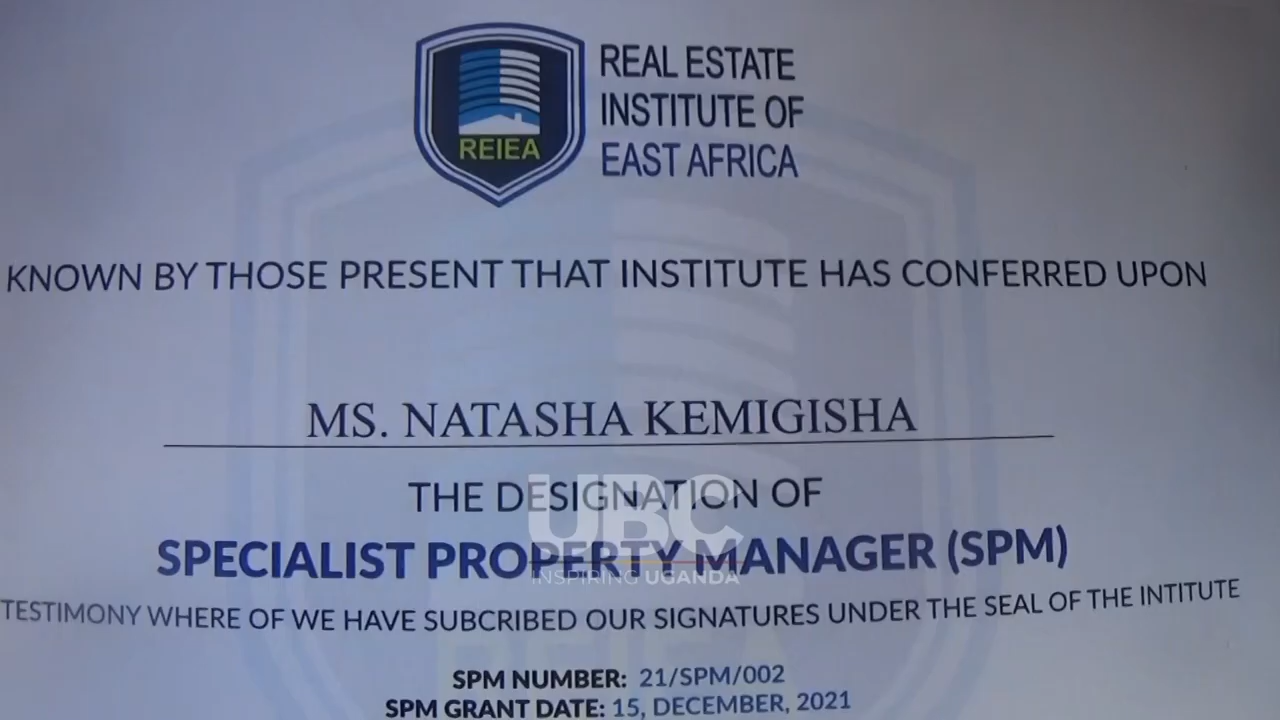 REIEA
REAL ESTATE
INSTITUTE OF
EAST AFRICA
KNOWN BY THOSE PRESENT THAT INSTITUTE HAS CONFERRED UPON
MS. NATASHA KEMIGISHA
THE DESIGNATION OF
UBC
SPECIALIST PROPERTY MANAGER (SPM)
INSPIRING UGANDA
TESTIMONY WHERE OF WE HAVE SUBCRIBED OUR SIGNATURES UNDER THE SEAL OF THE INTITUTE
SPM NUMBER: 21/SPM/002
SPM GRANT DATE: 15, DECEMBER, 2021